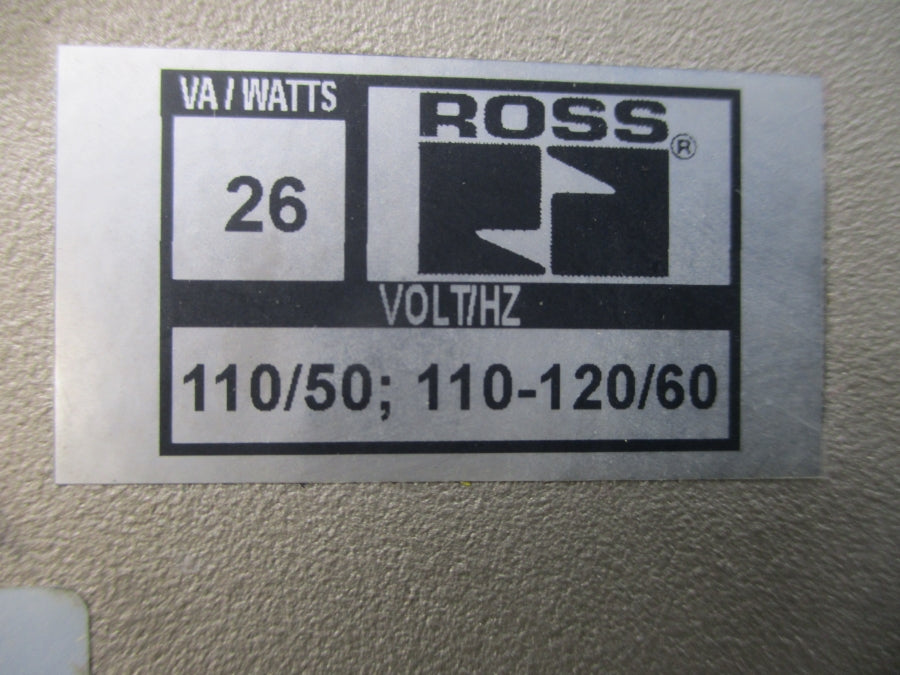 VA / WATTS
26
ROSS
®
VOLT/HZ
110/50; 110-120/60